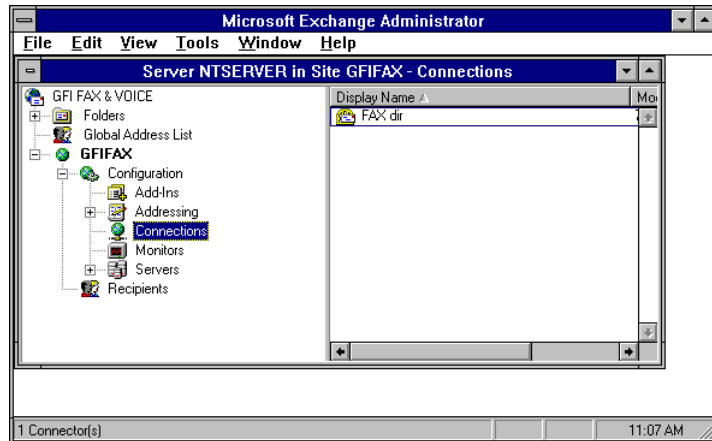 Microsoft Exchange Administrator
File Edit View Tools Window Help
Server NTSERVER in Site GFIFAX - Connections
GFI FAX & VOICE
Folders
Global Address List
GFIFAX
Configuration
Add-Ins
Addressing
Connections
Monitors
Servers
Recipients
Display Name
FAX dir
1 Connector(s)
11:07 AM